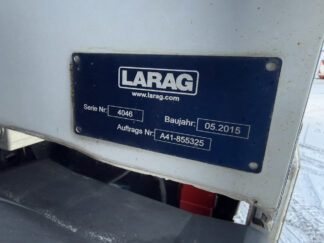 LARAG
www.larag.com
Serie Nr: 4046 Baujahr: 05.2015
Auftrags Nr: A41-855325